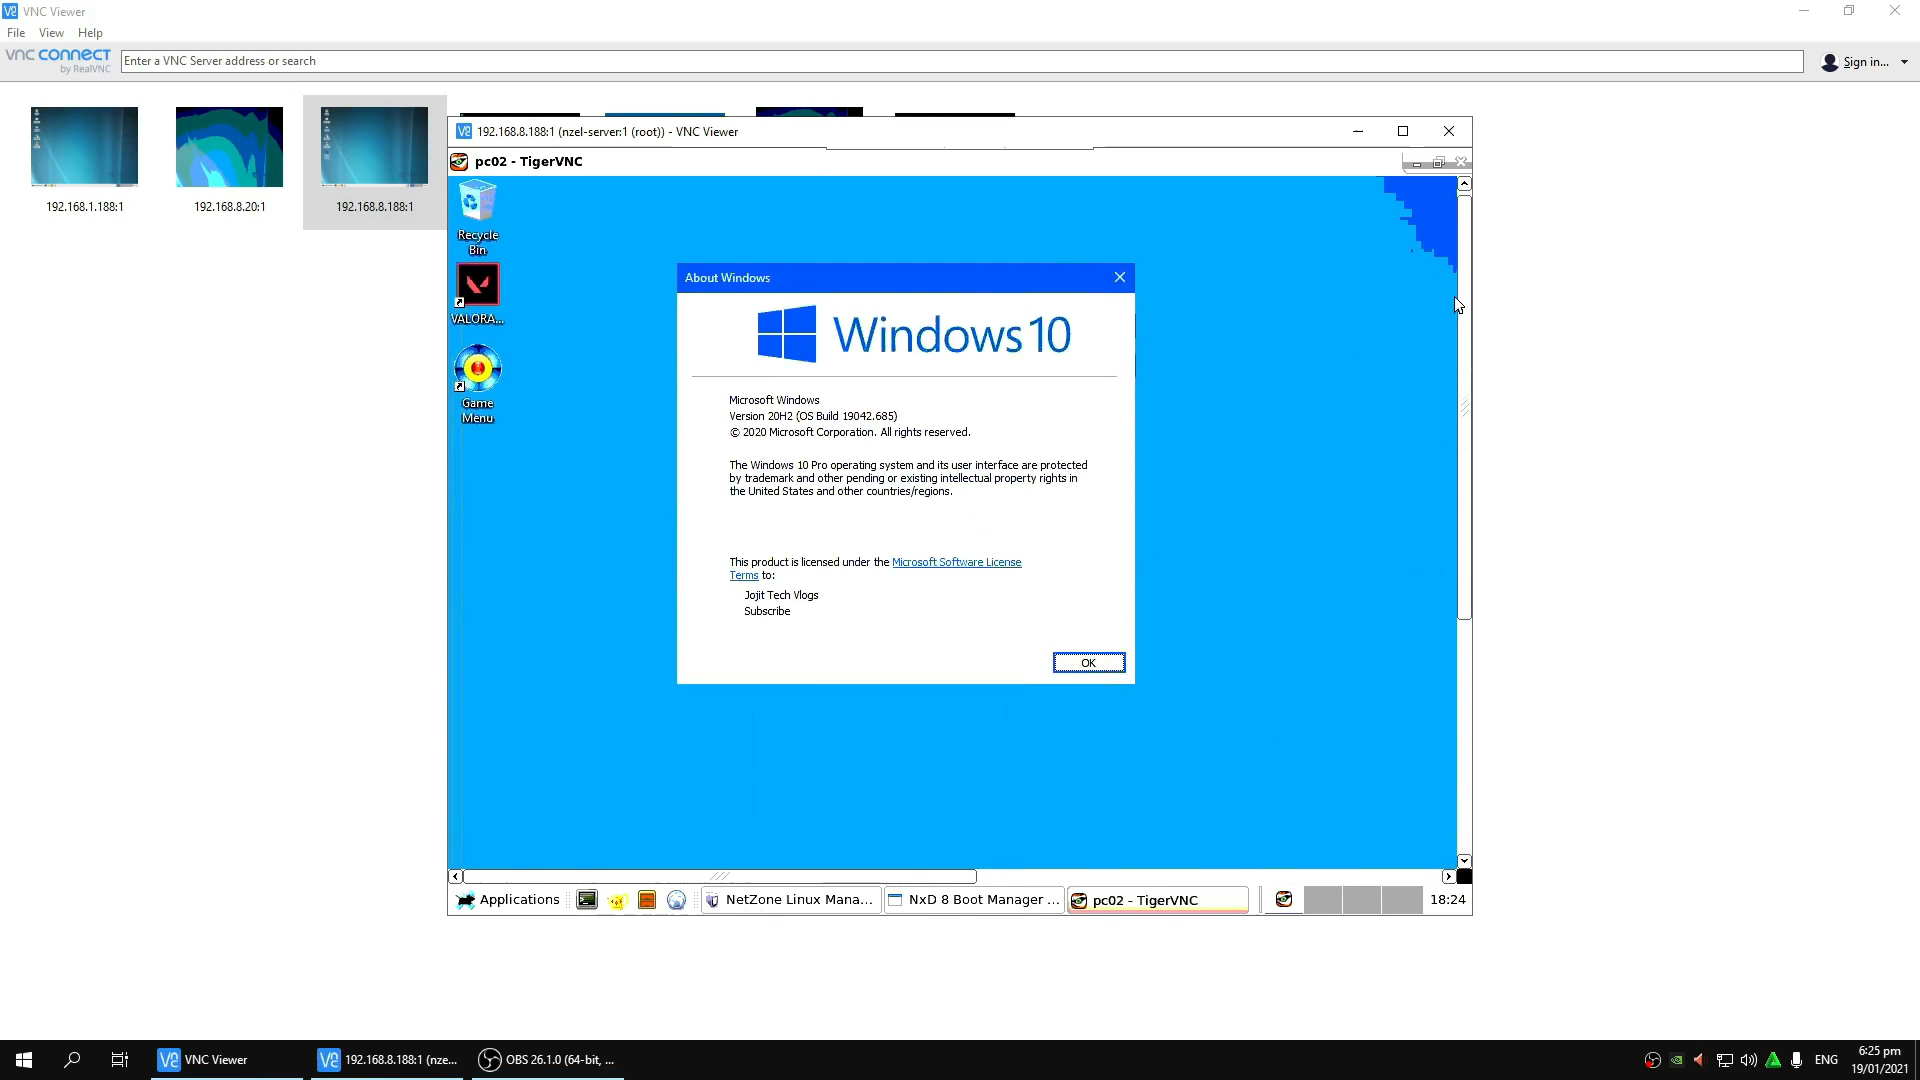 VNC Viewer
File View Help
vnc connect
by RealVNC
Enter a VNC Server address or search
Sign in...
192.168.1.188:1
192.168.8.20:1
192.168.8.188:1
192.168.8.188:1 (nzel-server:1 (root)) - VNC Viewer
pc02 - TigerVNC
Recycle
Bin
VALORA...
Game
Menu
About Windows
Windows 10
Microsoft Windows
Version 20H2 (OS Build 19042.685)
© 2020 Microsoft Corporation. All rights reserved.
The Windows 10 Pro operating system and its user interface are protected
by trademark and other pending or existing intellectual property rights in
the United States and other countries/regions.
This product is licensed under the Microsoft Software License
Terms to:
Jojit Tech Vlogs
Subscribe
OK
Applications
NetZone Linux Mana...
NxD 8 Boot Manager ...
pc02 - TigerVNC
18:24
VNC Viewer
192.168.8.188:1 (nze...
OBS 26.1.0 (64-bit, ...
ENG
6:25 pm
19/01/2021